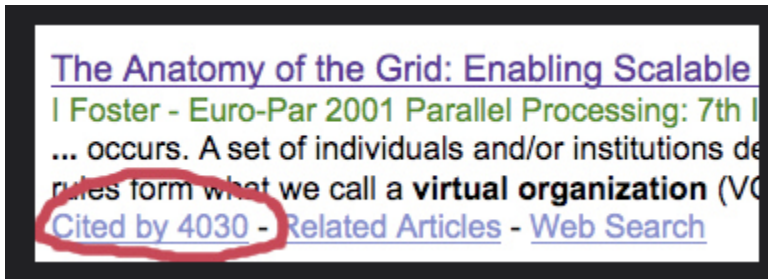 The Anatomy of the Grid: Enabling Scalable
I Foster - Euro-Par 2001 Parallel Processing: 7th
... occurs. A set of individuals and/or institutions
rules form what we call a virtual organization
Cited by 4030 - Related Articles - Web Search